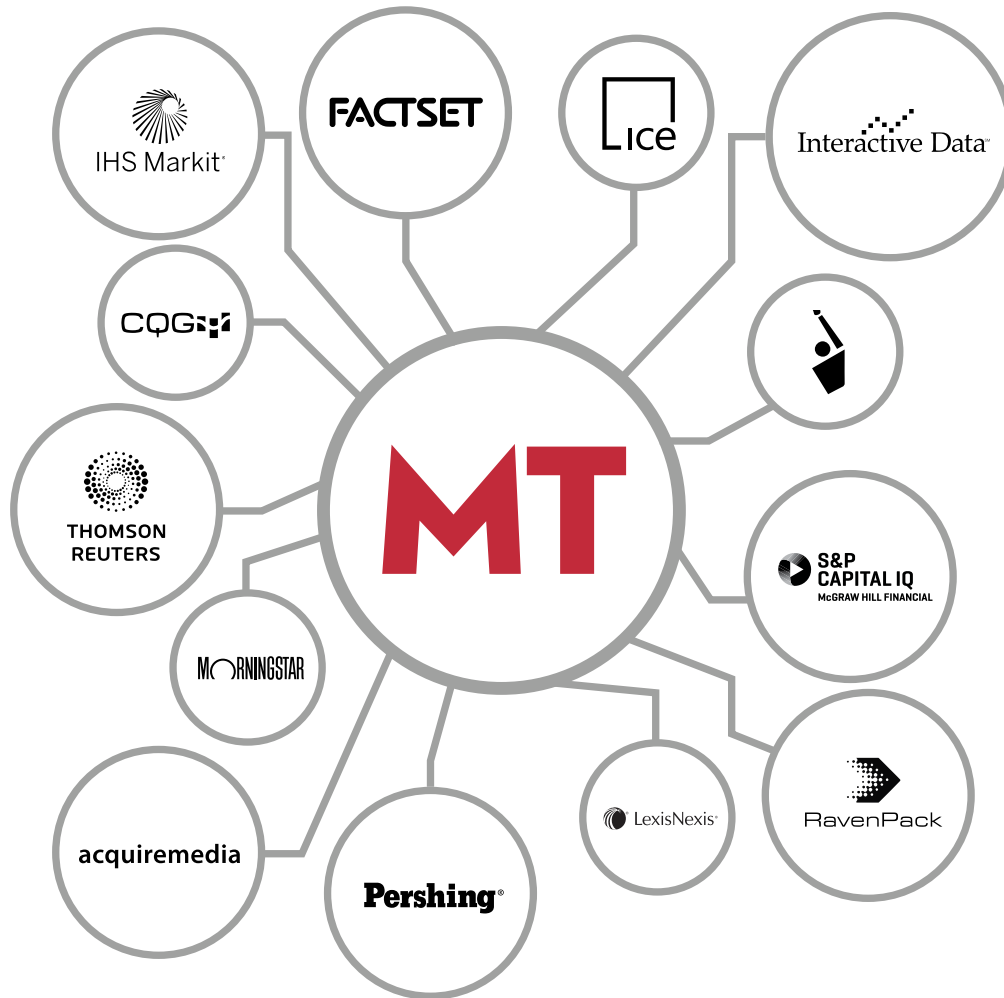 FACTSET
ice
IHS Markit®
Interactive Data℠
CQG
MT
THOMSON
REUTERS
S&P
CAPITAL IQ
McGRAW HILL FINANCIAL
MORNINGSTAR
LexisNexis®
RavenPack
acquiremedia
Pershing®